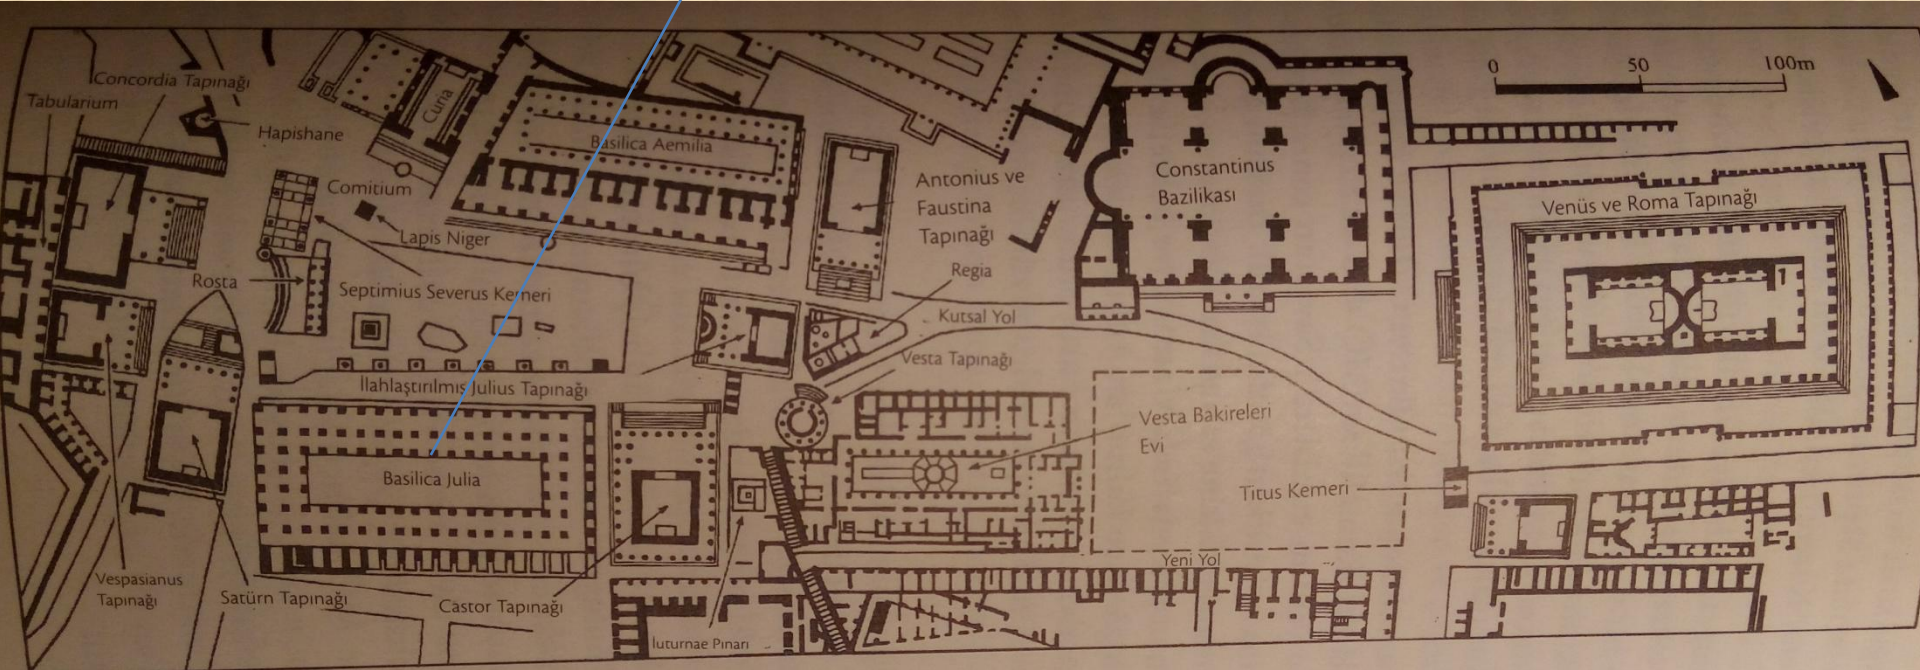 0 50 100m
Concordia Tapınağı
Tabularium
Hapishane
Curia
Basilica Aemilia
Comitium
Lapis Niger
Antonius ve
Faustina
Tapınağı
Constantinus
Bazilikası
Venüs ve Roma Tapınağı
Rosta
Septimius Severus Kemeri
Regia
Kutsal Yol
Vesta Tapınağı
İlahlaştırılmış Julius Tapınağı
Vesta Bakireleri
Evi
Basilica Julia
Titus Kemeri
Yeni Yol
Vespasianus
Tapınağı
Satürn Tapınağı
Castor Tapınağı
Iuturnae Pınarı